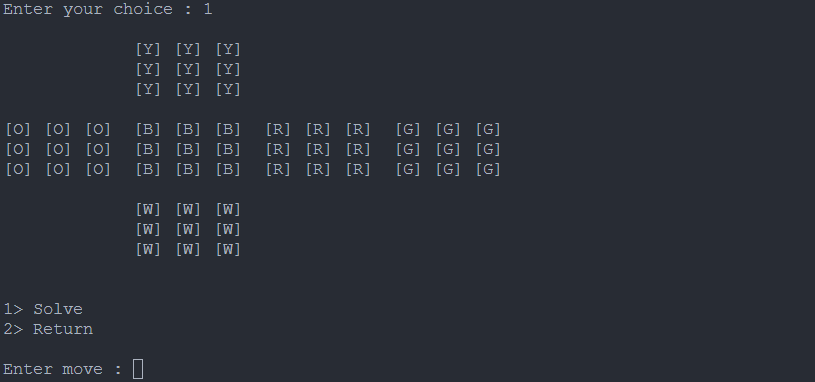 Enter your choice : 1
[Y] [Y] [Y]
[Y] [Y] [Y]
[Y] [Y] [Y]
[O] [O] [O] [B] [B] [B] [R] [R] [R] [G] [G] [G]
[O] [O] [O] [B] [B] [B] [R] [R] [R] [G] [G] [G]
[O] [O] [O] [B] [B] [B] [R] [R] [R] [G] [G] [G]
[W] [W] [W]
[W] [W] [W]
[W] [W] [W]
1> Solve
2> Return
Enter move :